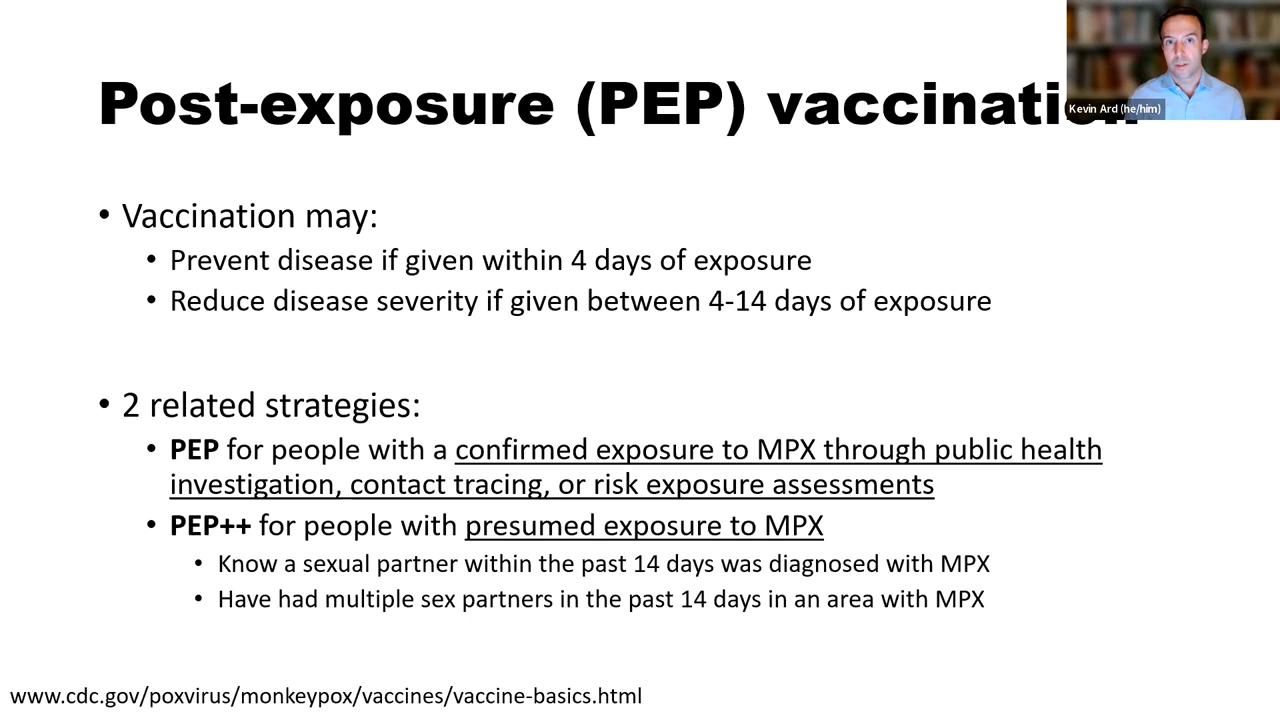 Post-exposure (PEP) vaccination
Kevin Ard (he/him)
• Vaccination may:
• Prevent disease if given within 4 days of exposure
• Reduce disease severity if given between 4-14 days of exposure
• 2 related strategies:
• PEP for people with a confirmed exposure to MPX through public health
investigation, contact tracing, or risk exposure assessments
• PEP++ for people with presumed exposure to MPX
• Know a sexual partner within the past 14 days was diagnosed with MPX
• Have had multiple sex partners in the past 14 days in an area with MPX
www.cdc.gov/poxvirus/monkeypox/vaccines/vaccine-basics.html